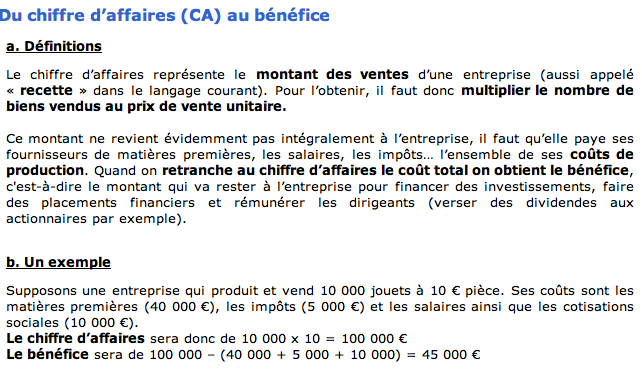 Du chiffre d’affaires (CA) au bénéfice
a. Définitions
Le chiffre d’affaires représente le montant des ventes d’une entreprise (aussi appelé
« recette » dans le langage courant). Pour l’obtenir, il faut donc multiplier le nombre de
biens vendus au prix de vente unitaire.
Ce montant ne revient évidemment pas intégralement à l’entreprise, il faut qu’elle paye ses
fournisseurs de matières premières, les salaires, les impôts… l’ensemble de ses coûts de
production. Quand on retranche au chiffre d’affaires le coût total on obtient le bénéfice,
c'est-à-dire le montant qui va rester à l’entreprise pour financer des investissements, faire
des placements financiers et rémunérer les dirigeants (verser des dividendes aux
actionnaires par exemple).
b. Un exemple
Supposons une entreprise qui produit et vend 10 000 jouets à 10 € pièce. Ses coûts sont les
matières premières (40 000 €), les impôts (5 000 €) et les salaires ainsi que les cotisations
sociales (10 000 €).
Le chiffre d’affaires sera donc de 10 000 x 10 = 100 000 €
Le bénéfice sera de 100 000 – (40 000 + 5 000 + 10 000) = 45 000 €